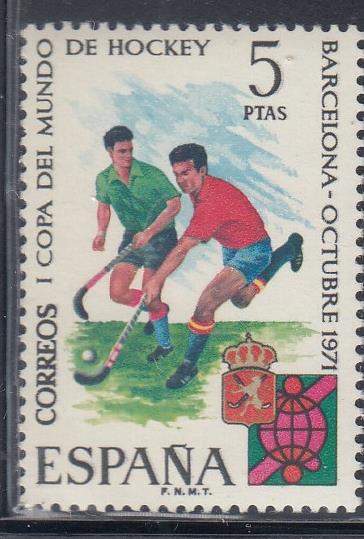 CORREOS I COPA DEL MUNDO
DE HOCKEY
5
PTAS
BARCELONA-OCTUBRE 1971
ESPAÑA
F.N.M.T.